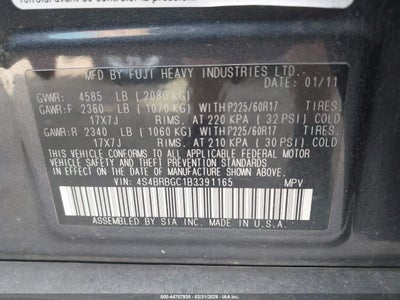 MFD BY FUJI HEAVY INDUSTRIES LTD.
DATE: 01/11
GVWR: 4585 LB (2080 KG)
GAWR:F 2360 LB (1070 KG) WITH P225/60R17 TIRES,
17X7J RIMS, AT 220 KPA ( 32 PSI) COLD
GAWR:R 2340 LB (1060 KG) WITH P225/60R17 TIRES,
17X7J RIMS, AT 210 KPA ( 30 PSI) COLD
THIS VEHICLE CONFORMS TO ALL APPLICABLE
FEDERAL MOTOR VEHICLE SAFETY, BUMPER, AND
THEFT PREVENTION STANDARDS IN EFFECT ON
THE DATE OF MANUFACTURE SHOWN ABOVE.
VIN: 4S4BRBGC1B3391165 MPV
ASSEMBLED BY SIA INC. IN U.S.A.